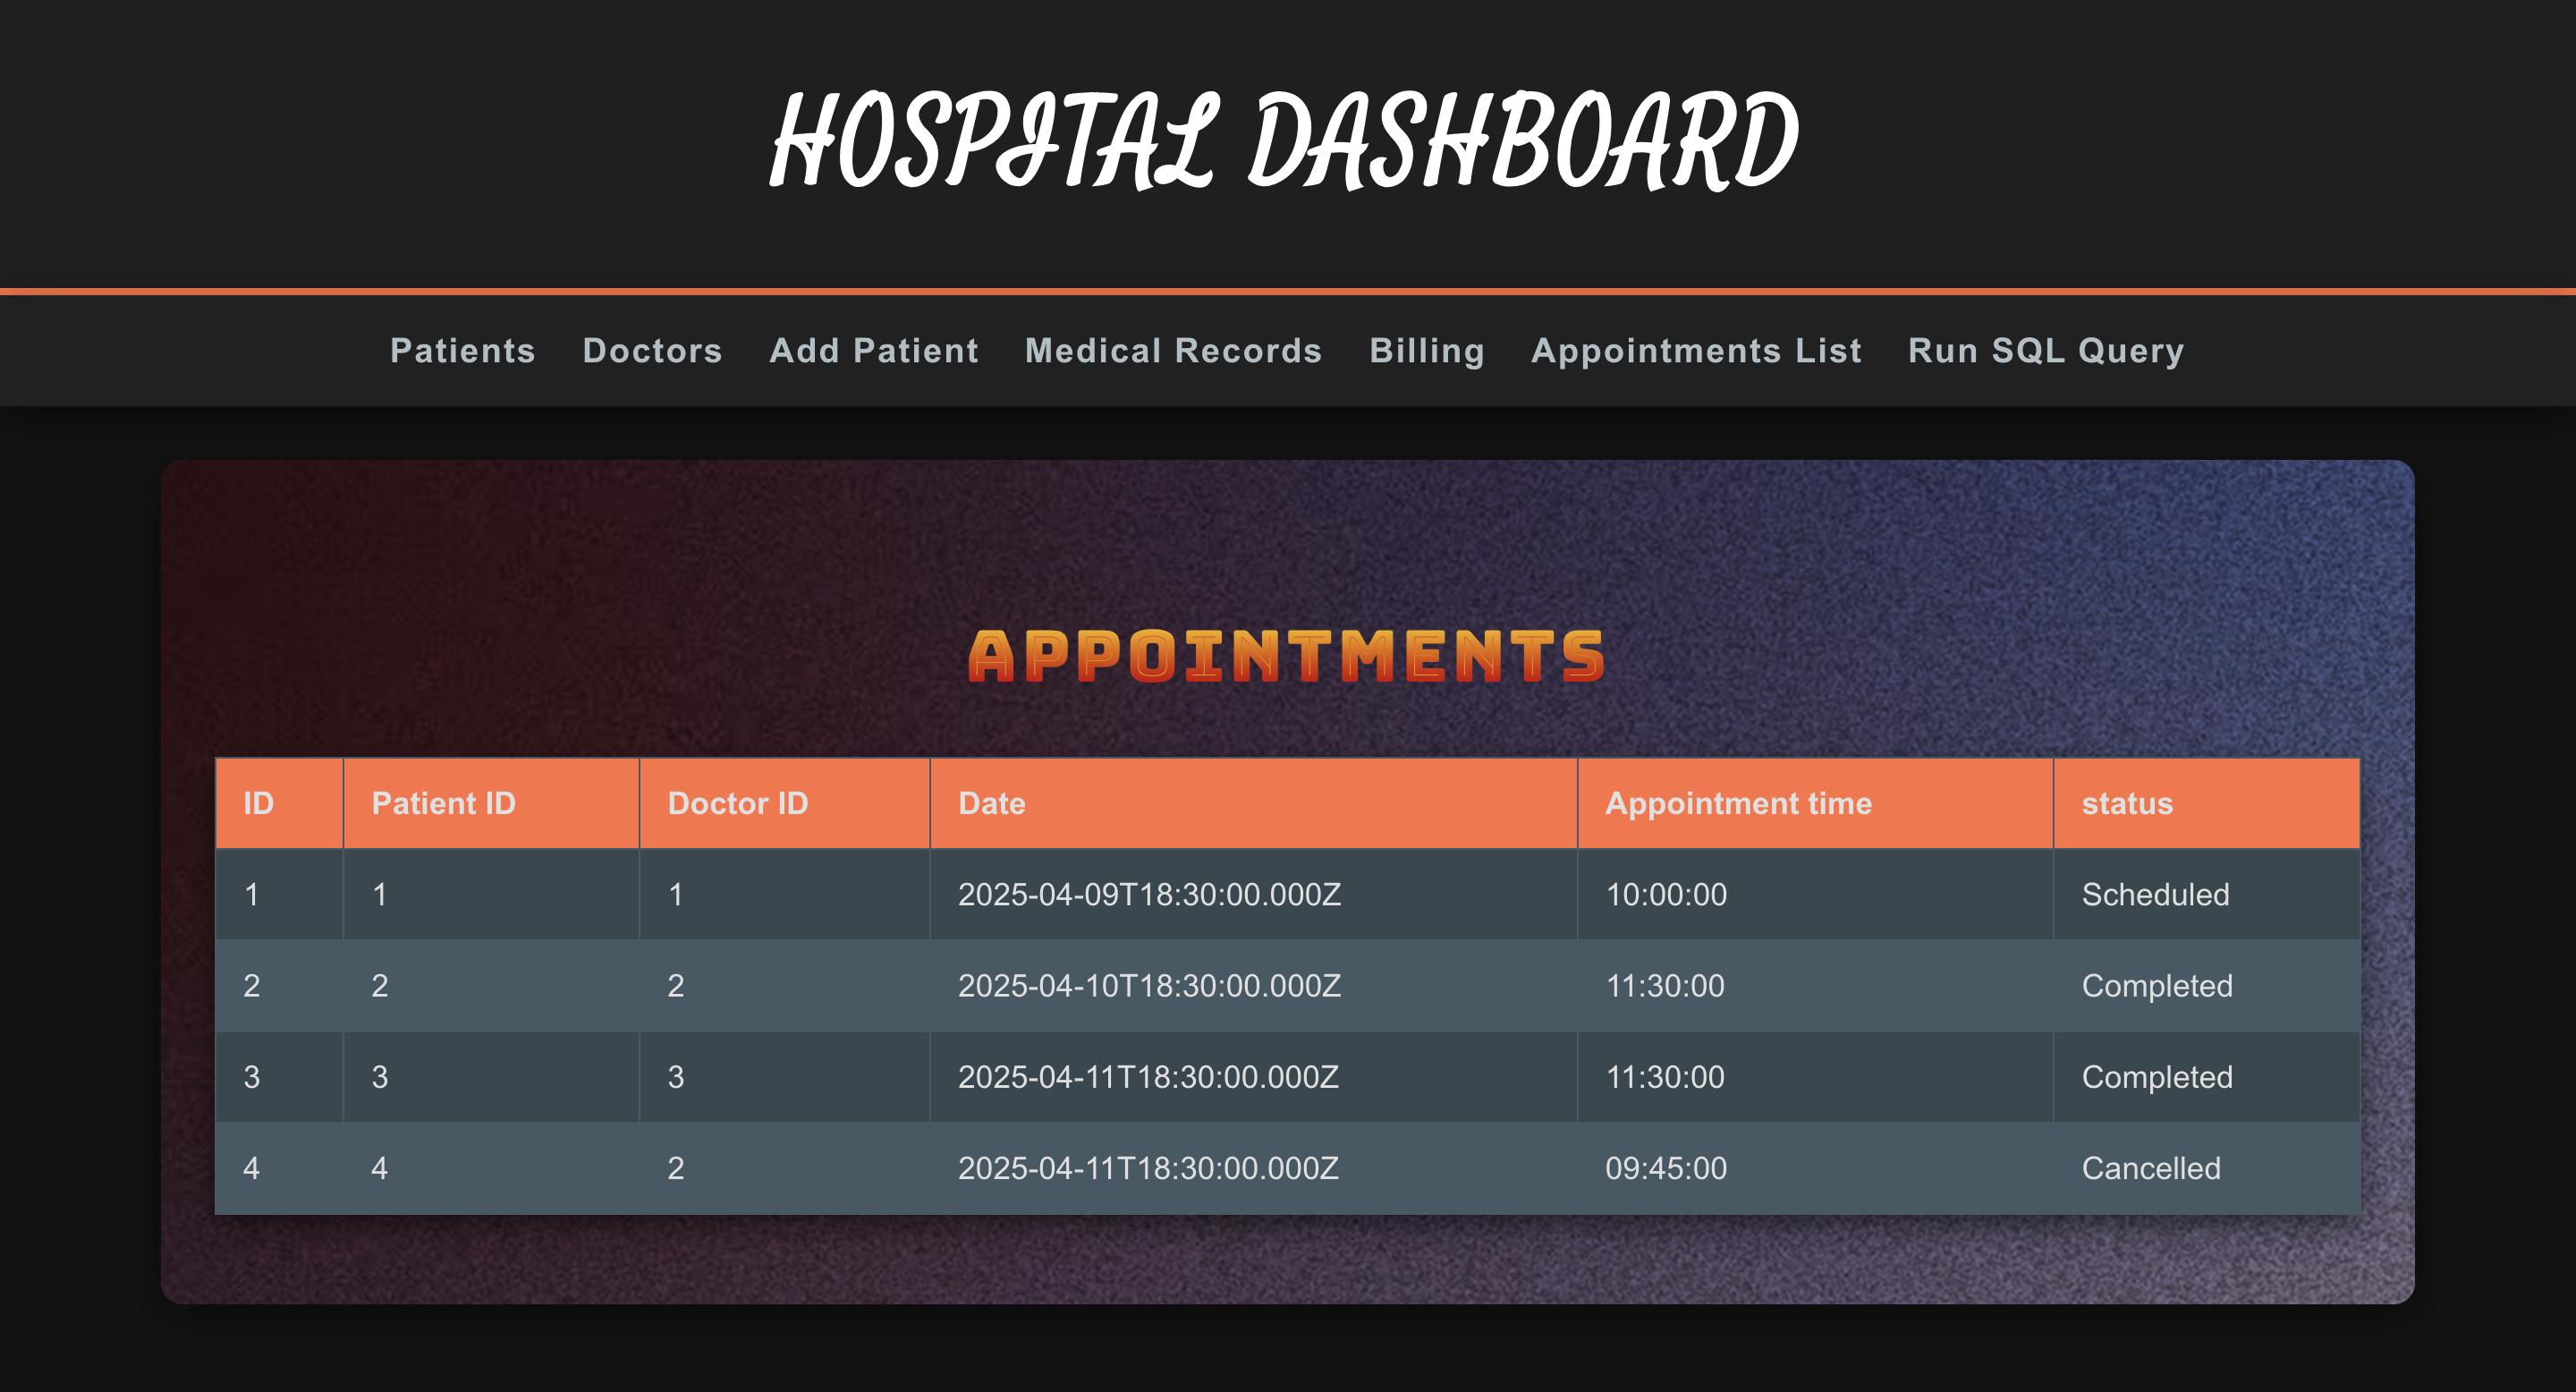 HOSPITAL DASHBOARD
Patients Doctors Add Patient Medical Records Billing Appointments List Run SQL Query
APPOINTMENTS
ID Patient ID Doctor ID Date Appointment time status
1 1 1 2025-04-09T18:30:00.000Z 10:00:00 Scheduled
2 2 2 2025-04-10T18:30:00.000Z 11:30:00 Completed
3 3 3 2025-04-11T18:30:00.000Z 11:30:00 Completed
4 4 2 2025-04-11T18:30:00.000Z 09:45:00 Cancelled